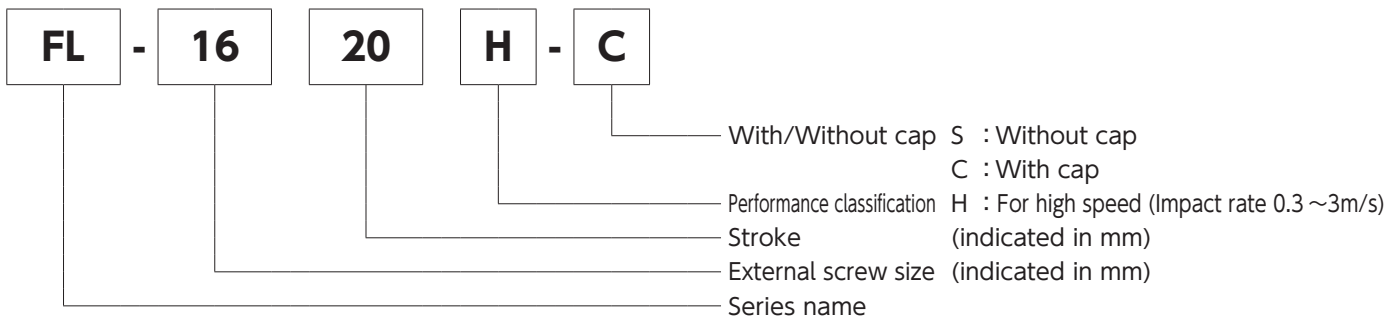 FL - 16 20 H - C
With/Without cap S : Without cap
C : With cap
Performance classification H : For high speed (Impact rate 0.3～3m/s)
Stroke (indicated in mm)
External screw size (indicated in mm)
Series name